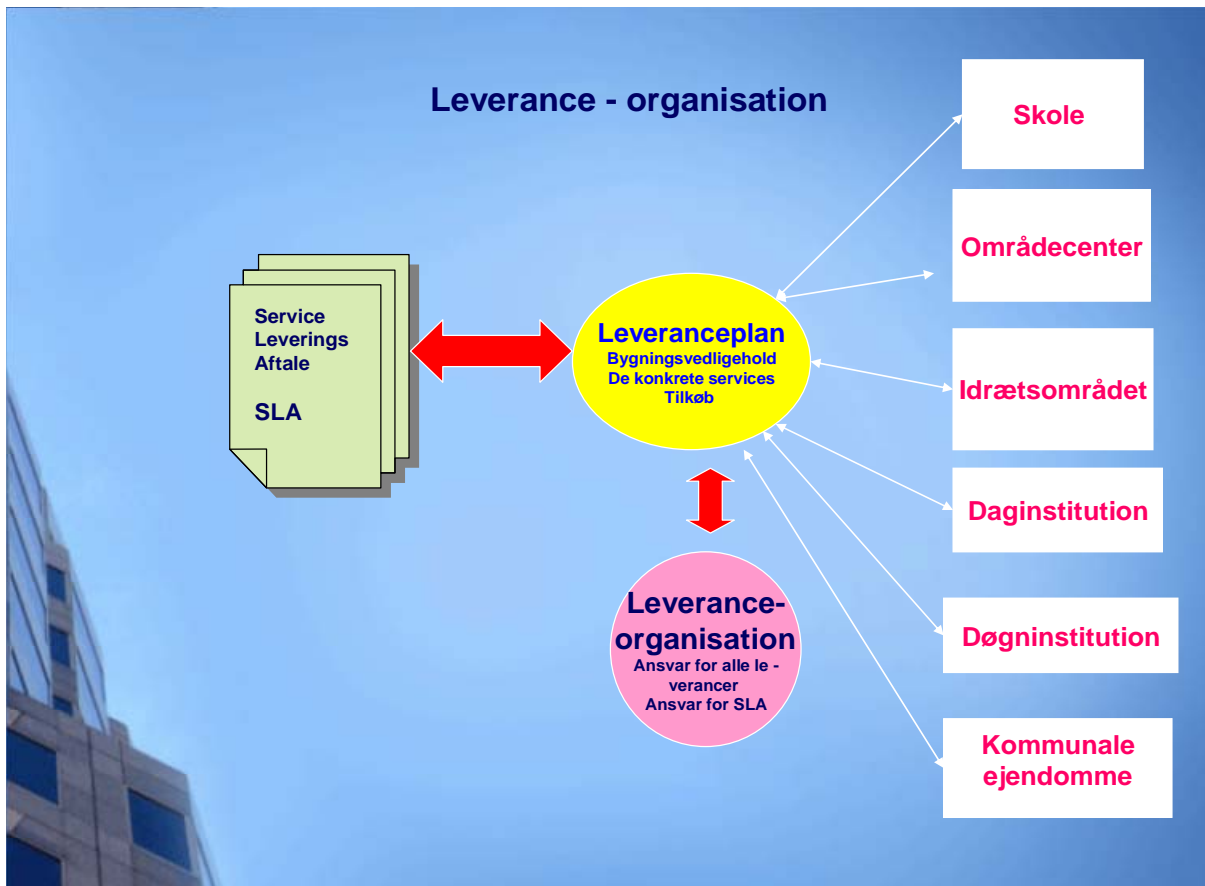 Leverance - organisation
Service
Leverings
Aftale
SLA
Leveranceplan
Bygningsvedligehold
De konkrete services
Tilkøb
Leverance-
organisation
Ansvar for alle le -
verancer
Ansvar for SLA
Skole
Områdecenter
Idrætsområdet
Daginstitution
Døgninstitution
Kommunale
ejendomme